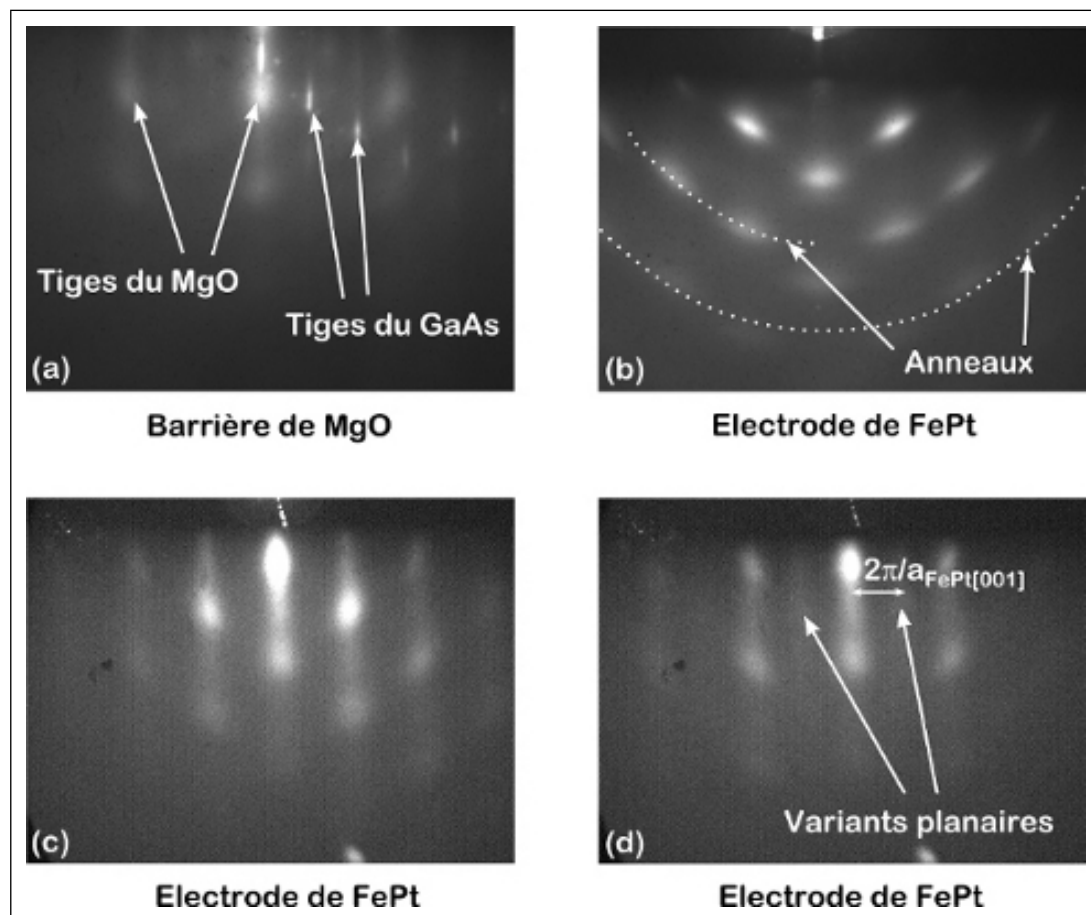 Tiges du MgO
Tiges du GaAs
(a)
Barrière de MgO
Anneaux
(b)
Electrode de FePt
(c)
Electrode de FePt
2π/aFePt[001]
Variants planaires
(d)
Electrode de FePt